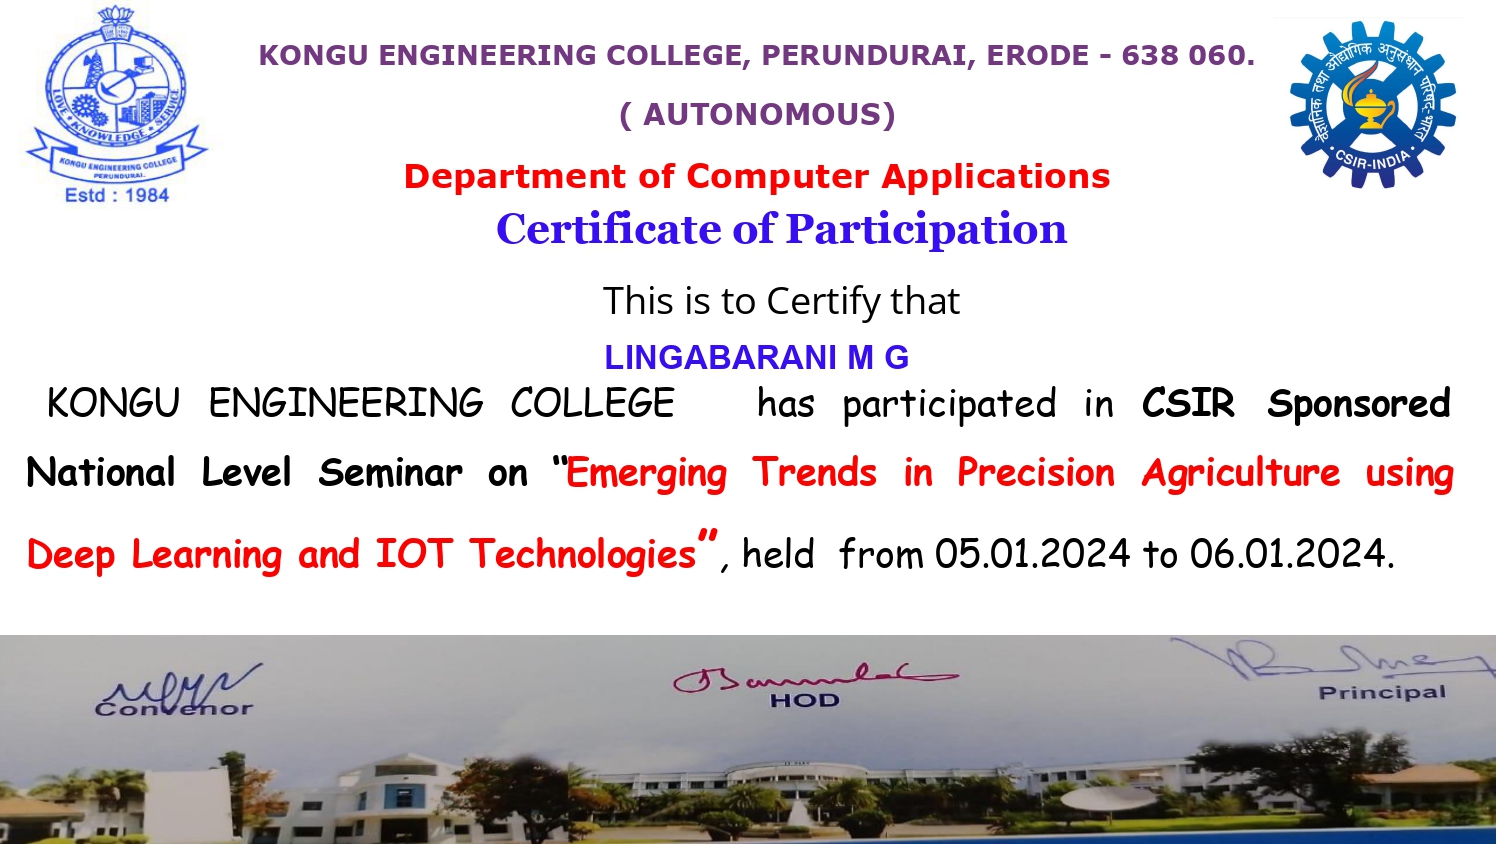 KONGU ENGINEERING COLLEGE, PERUNDURAI, ERODE - 638 060.
( AUTONOMOUS)
LOVE KNOWLEDGE SERVICE
KONGU ENGINEERING COLLEGE
PERUNDURAI.
Estd : 1984
वैज्ञानिक तथा औद्योगिक अनुसंधान परिषद-भारत
CSIR-INDIA
Department of Computer Applications
Certificate of Participation
This is to Certify that
LINGABARANI M G
KONGU ENGINEERING COLLEGE has participated in CSIR Sponsored
National Level Seminar on “Emerging Trends in Precision Agriculture using
Deep Learning and IOT Technologies”, held from 05.01.2024 to 06.01.2024.
Convenor
HOD
Principal